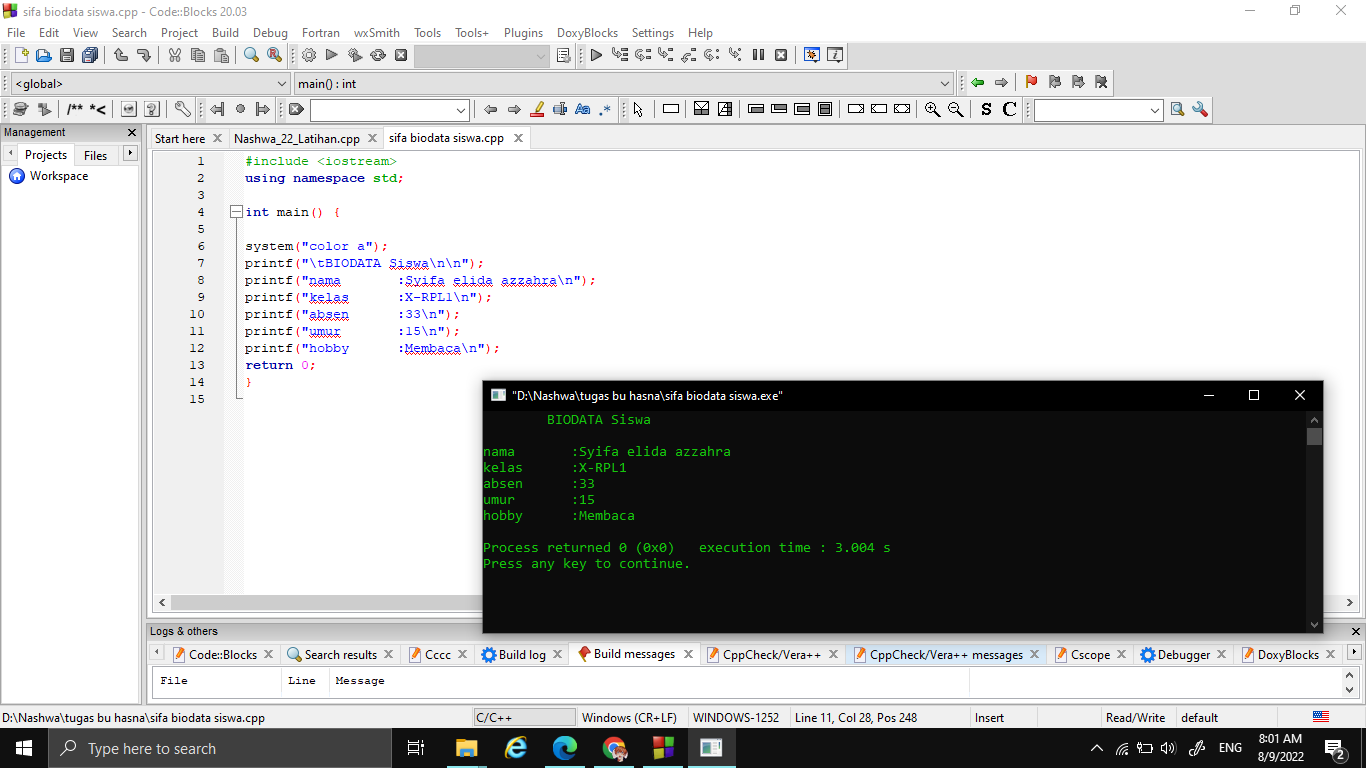 sifa biodata siswa.cpp - Code::Blocks 20.03
File Edit View Search Project Build Debug Fortran wxSmith Tools Tools+ Plugins DoxyBlocks Settings Help
<global> main() : int
/** *< Aa .* S C
Management
Projects Files
Workspace
Start here Nashwa_22_Latihan.cpp sifa biodata siswa.cpp
1 #include <iostream>
2 using namespace std;
3
4 int main() {
5
6 system("color a");
7 printf("\tBIODATA Siswa\n\n");
8 printf("nama       :Syifa elida azzahra\n");
9 printf("kelas      :X-RPL1\n");
10 printf("absen      :33\n");
11 printf("umur       :15\n");
12 printf("hobby      :Membaca\n");
13 return 0;
14 }
15
"D:\Nashwa\tugas bu hasna\sifa biodata siswa.exe"
BIODATA Siswa
nama       :Syifa elida azzahra
kelas      :X-RPL1
absen      :33
umur       :15
hobby      :Membaca
Process returned 0 (0x0)   execution time : 3.004 s
Press any key to continue.
Logs & others
Code::Blocks Search results Cccc Build log Build messages CppCheck/Vera++ CppCheck/Vera++ messages Cscope Debugger DoxyBlocks
File Line Message
D:\Nashwa\tugas bu hasna\sifa biodata siswa.cpp C/C++ Windows (CR+LF) WINDOWS-1252 Line 11, Col 28, Pos 248 Insert Read/Write default
Type here to search
ENG
8:01 AM
8/9/2022
2